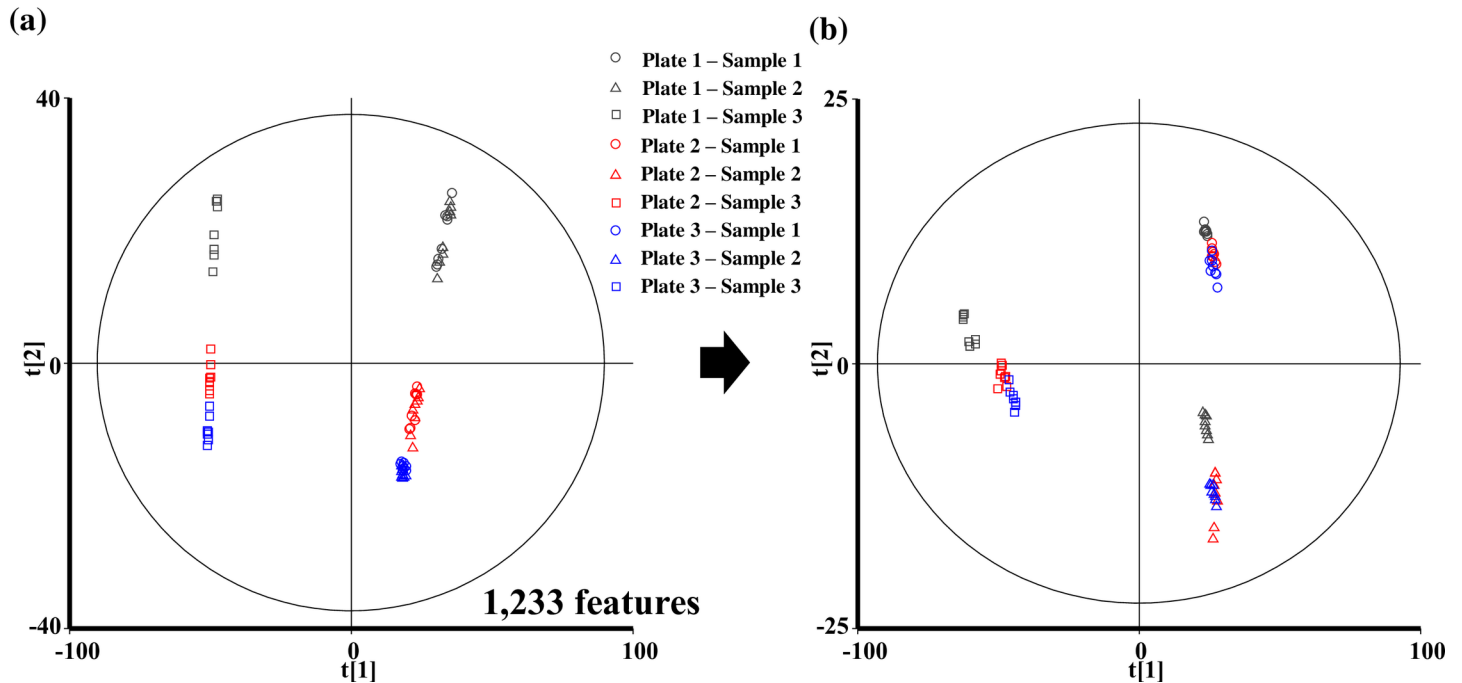 (a)
(b)
Plate 1 – Sample 1
Plate 1 – Sample 2
Plate 1 – Sample 3
Plate 2 – Sample 1
Plate 2 – Sample 2
Plate 2 – Sample 3
Plate 3 – Sample 1
Plate 3 – Sample 2
Plate 3 – Sample 3
40
t[2]
0
-40
-100
0
100
t[1]
1,233 features
25
t[2]
0
-25
-100
0
100
t[1]